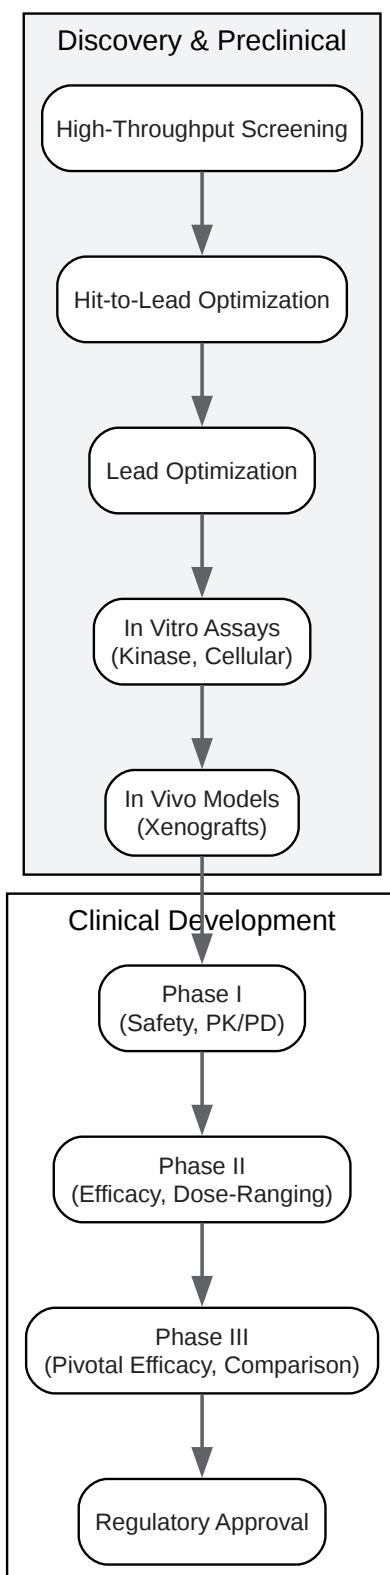 Discovery & Preclinical
High-Throughput Screening
Hit-to-Lead Optimization
Lead Optimization
In Vitro Assays
(Kinase, Cellular)
In Vivo Models
(Xenografts)
Clinical Development
Phase I
(Safety, PK/PD)
Phase II
(Efficacy, Dose-Ranging)
Phase III
(Pivotal Efficacy, Comparison)
Regulatory Approval